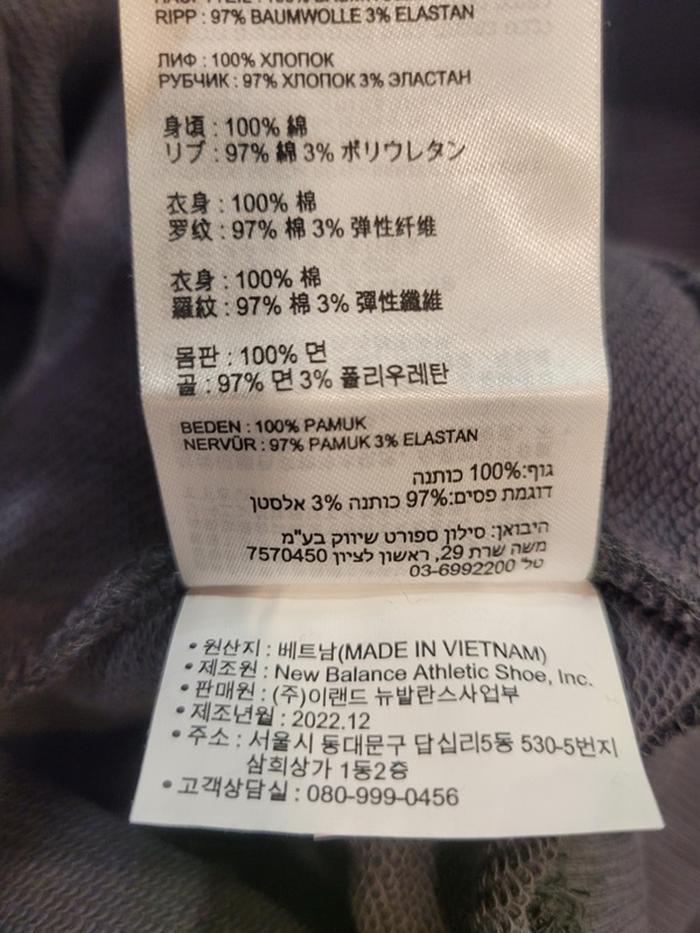 RIPP : 97% BAUMWOLLE 3% ELASTAN
ЛИФ : 100% ХЛОПОК
РУБЧИК : 97% ХЛОПОК 3% ЭЛАСТАН
身頃 : 100% 綿
リブ : 97% 綿 3% ポリウレタン
衣身 : 100% 棉
罗纹 : 97% 棉 3% 弹性纤维
衣身 : 100% 棉
羅紋 : 97% 棉 3% 彈性纖維
몸판 : 100% 면
골 : 97% 면 3% 폴리우레탄
BEDEN : 100% PAMUK
NERVÜR : 97% PAMUK 3% ELASTAN
גוף:100% כותנה
דוגמת פסים:97% כותנה 3% אלסטן
היבואן: סילון ספורט שיווק בע"מ
משה שרת 29, ראשון לציון 7570450
טל' 03-6992200
• 원산지 : 베트남(MADE IN VIETNAM)
• 제조원 : New Balance Athletic Shoe, Inc.
• 판매원 : (주)이랜드 뉴발란스사업부
• 제조년월 : 2022.12
• 주소 : 서울시 동대문구 답십리5동 530-5번지
삼희상가 1동2층
• 고객상담실 : 080-999-0456